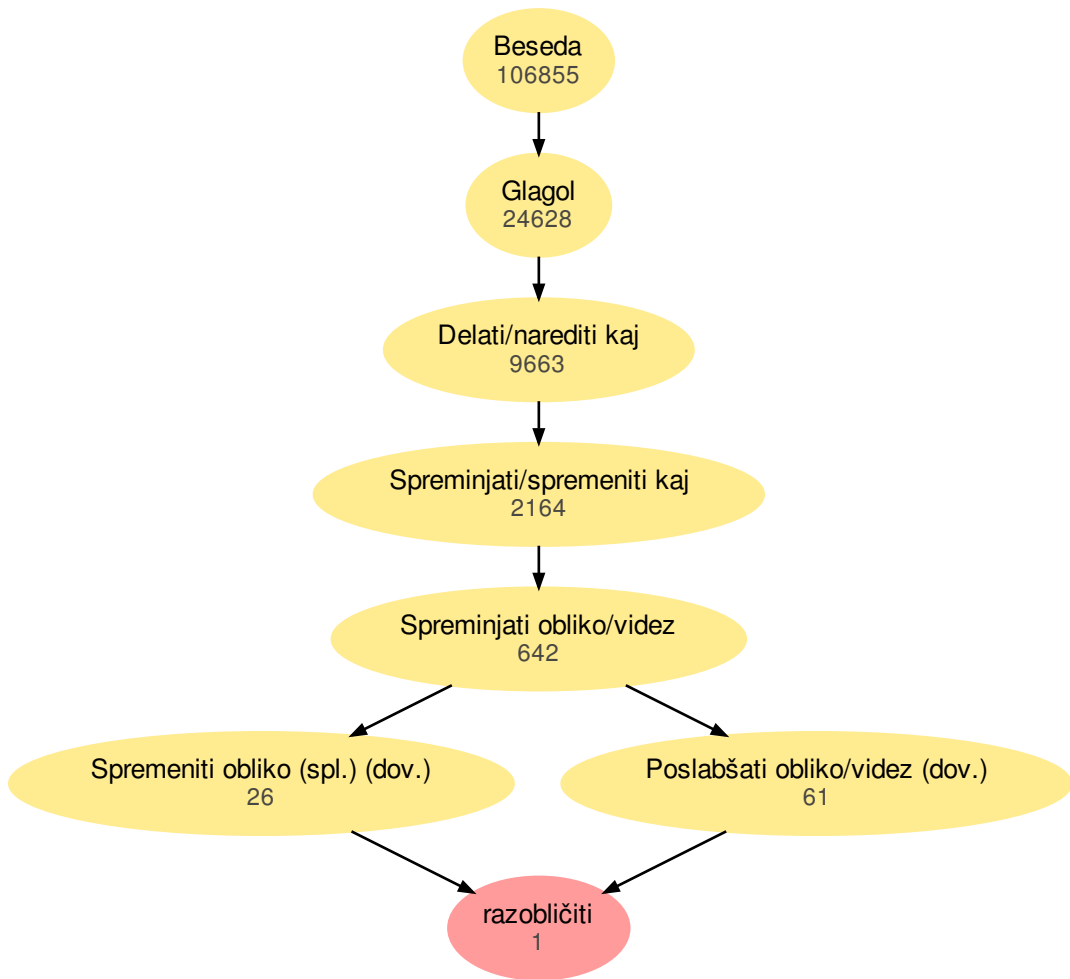 Beseda
106855
Glagol
24628
Delati/narediti kaj
9663
Spreminjati/spremeniti kaj
2164
Spreminjati obliko/videz
642
Spremeniti obliko (spl.) (dov.)
26
Poslabšati obliko/videz (dov.)
61
razobličiti
1